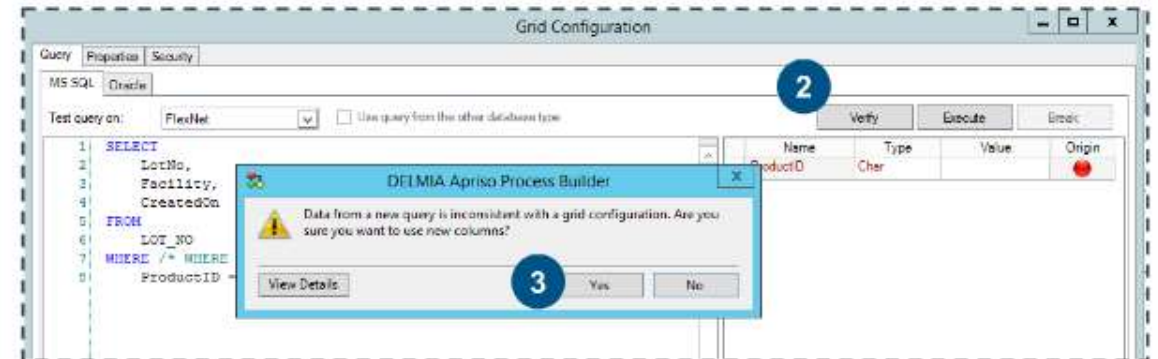 Grid Configuration
Query Properties Security
MS SQL Oracle
2
Test query on: FlexNet Use query from the other database type Verify Execute Break
1 SELECT
2 LotNo,
3 Facility,
4 CreatedOn
5 FROM
6 LOT_NO
7 WHERE /* WHERE
8 ProductID =
Name Type Value Origin
ProductID Char
DELMIA Apriso Process Builder X
Data from a new query is inconsistent with a grid configuration. Are you
sure you want to use new columns?
View Details 3 Yes No